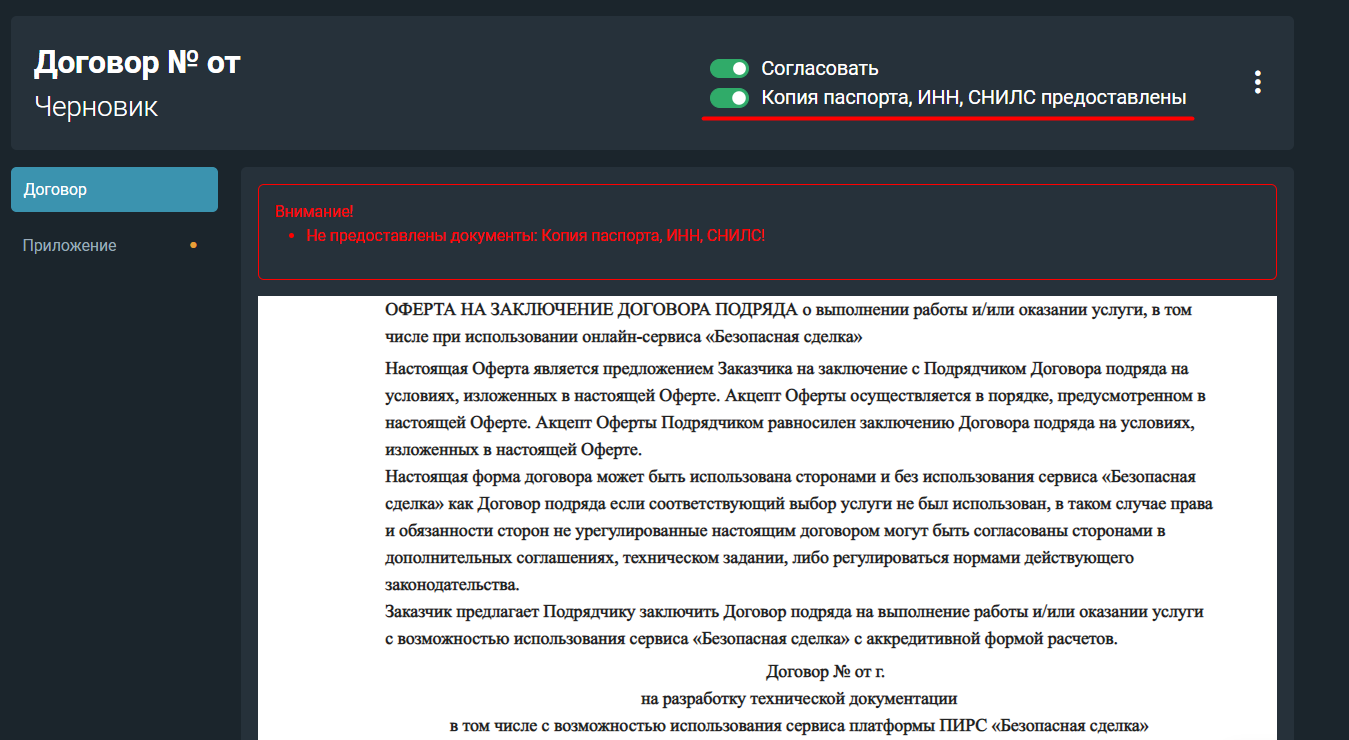 Договор № от
Черновик
Согласовать
Копия паспорта, ИНН, СНИЛС предоставлены
Договор
Приложение
Внимание!
• Не предоставлены документы: Копия паспорта, ИНН, СНИЛС!
ОФЕРТА НА ЗАКЛЮЧЕНИЕ ДОГОВОРА ПОДРЯДА о выполнении работы и/или оказании услуги, в том
числе при использовании онлайн-сервиса «Безопасная сделка»
Настоящая Оферта является предложением Заказчика на заключение с Подрядчиком Договора подряда на
условиях, изложенных в настоящей Оферте. Акцепт Оферты осуществляется в порядке, предусмотренном в
настоящей Оферте. Акцепт Оферты Подрядчиком равносилен заключению Договора подряда на условиях,
изложенных в настоящей Оферте.
Настоящая форма договора может быть использована сторонами и без использования сервиса «Безопасная
сделка» как Договор подряда если соответствующий выбор услуги не был использован, в таком случае права
и обязанности сторон не урегулированные настоящим договором могут быть согласованы сторонами в
дополнительных соглашениях, техническом задании, либо регулироваться нормами действующего
законодательства.
Заказчик предлагает Подрядчику заключить Договор подряда на выполнение работы и/или оказании услуги
с возможностью использования сервиса «Безопасная сделка» с аккредитивной формой расчетов.
Договор № от г.
на разработку технической документации
в том числе с возможностью использования сервиса платформы ПИРС «Безопасная сделка»